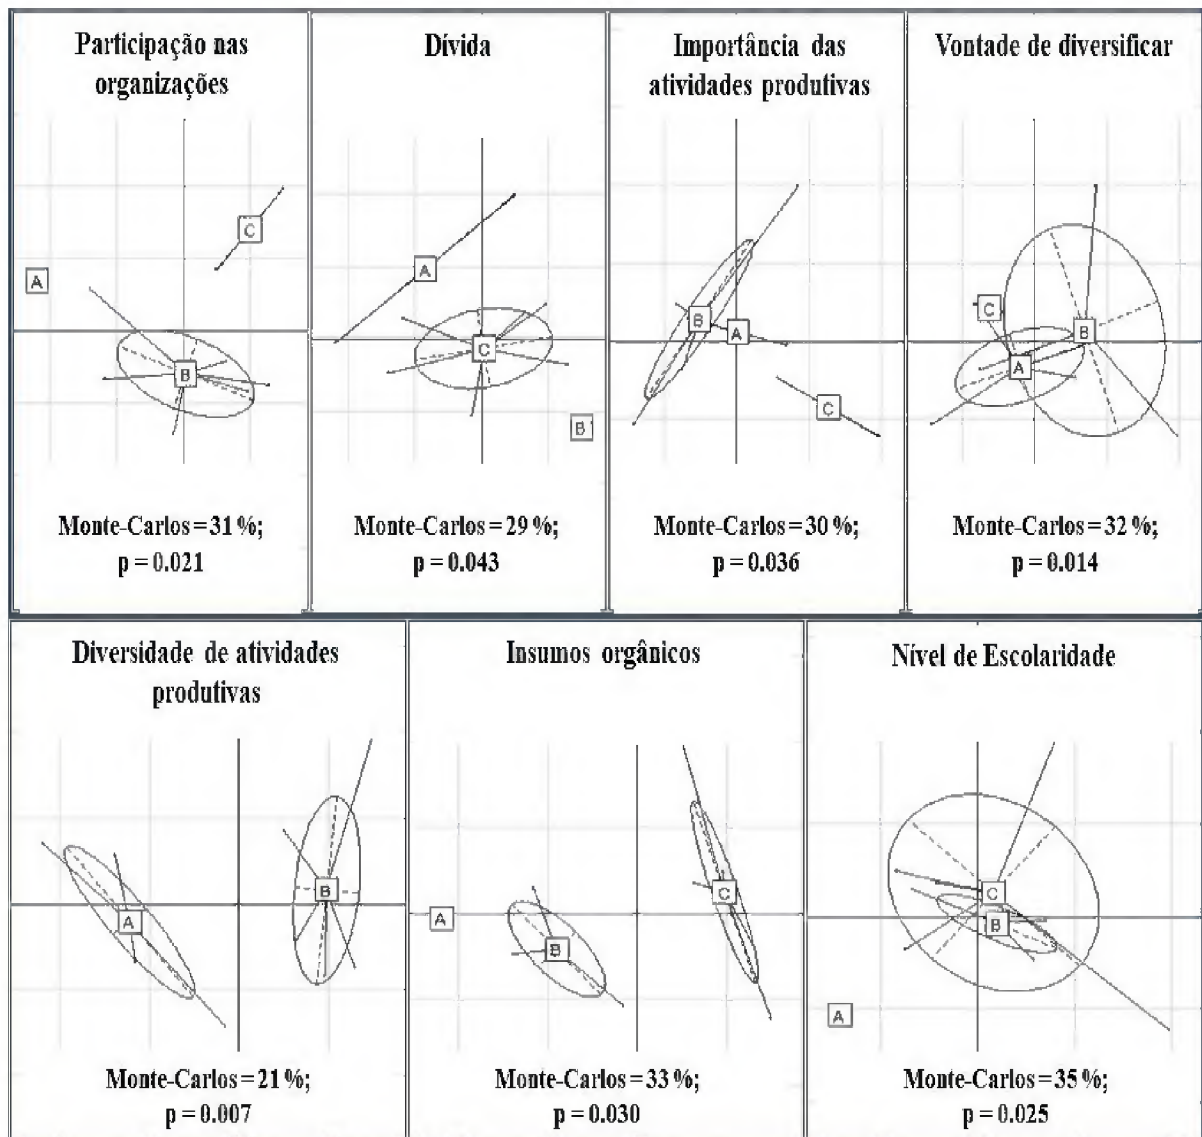 Participação nas
organizações
C
A
B
Monte-Carlos = 31 %;
p = 0.021
Dívida
A
C
B
Monte-Carlos = 29 %;
p = 0.043
Importância das
atividades produtivas
B
A
C
Monte-Carlos = 30 %;
p = 0.036
Vontade de diversificar
C
B
A
Monte-Carlos = 32 %;
p = 0.014
Diversidade de atividades
produtivas
B
A
Monte-Carlos = 21 %;
p = 0.007
Insumos orgânicos
C
A
B
Monte-Carlos = 33 %;
p = 0.030
Nível de Escolaridade
C
B
A
Monte-Carlos = 35 %;
p = 0.025